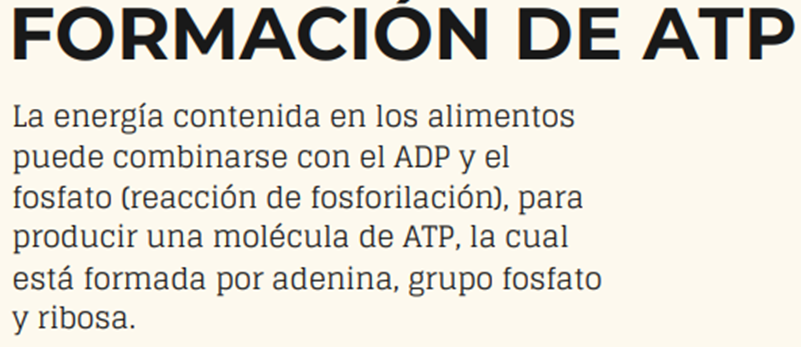 FORMACIÓN DE ATP
La energía contenida en los alimentos
puede combinarse con el ADP y el
fosfato (reacción de fosforilación), para
producir una molécula de ATP, la cual
está formada por adenina, grupo fosfato
y ribosa.